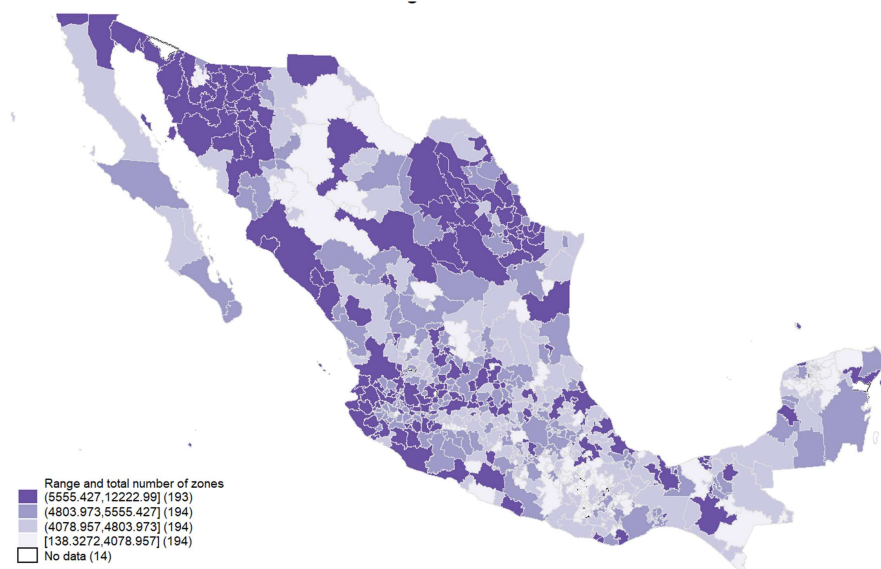 Range and total number of zones
(5555.427,12222.99] (193)
(4803.973,5555.427] (194)
(4078.957,4803.973] (194)
[138.3272,4078.957] (194)
No data (14)